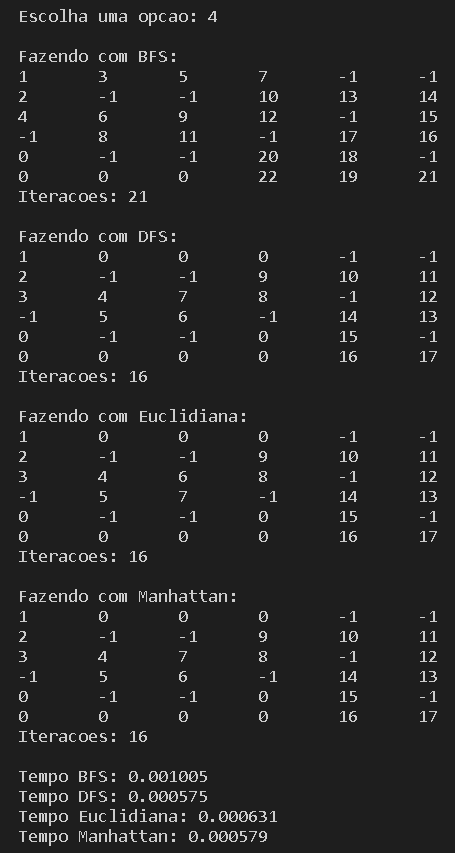 Escolha uma opcao: 4
Fazendo com BFS:
1 3 5 7 -1 -1
2 -1 -1 10 13 14
4 6 9 12 -1 15
-1 8 11 -1 17 16
0 -1 -1 20 18 -1
0 0 0 22 19 21
Iteracoes: 21
Fazendo com DFS:
1 0 0 0 -1 -1
2 -1 -1 9 10 11
3 4 7 8 -1 12
-1 5 6 -1 14 13
0 -1 -1 0 15 -1
0 0 0 0 16 17
Iteracoes: 16
Fazendo com Euclidiana:
1 0 0 0 -1 -1
2 -1 -1 9 10 11
3 4 6 8 -1 12
-1 5 7 -1 14 13
0 -1 -1 0 15 -1
0 0 0 0 16 17
Iteracoes: 16
Fazendo com Manhattan:
1 0 0 0 -1 -1
2 -1 -1 9 10 11
3 4 7 8 -1 12
-1 5 6 -1 14 13
0 -1 -1 0 15 -1
0 0 0 0 16 17
Iteracoes: 16
Tempo BFS: 0.001005
Tempo DFS: 0.000575
Tempo Euclidiana: 0.000631
Tempo Manhattan: 0.000579